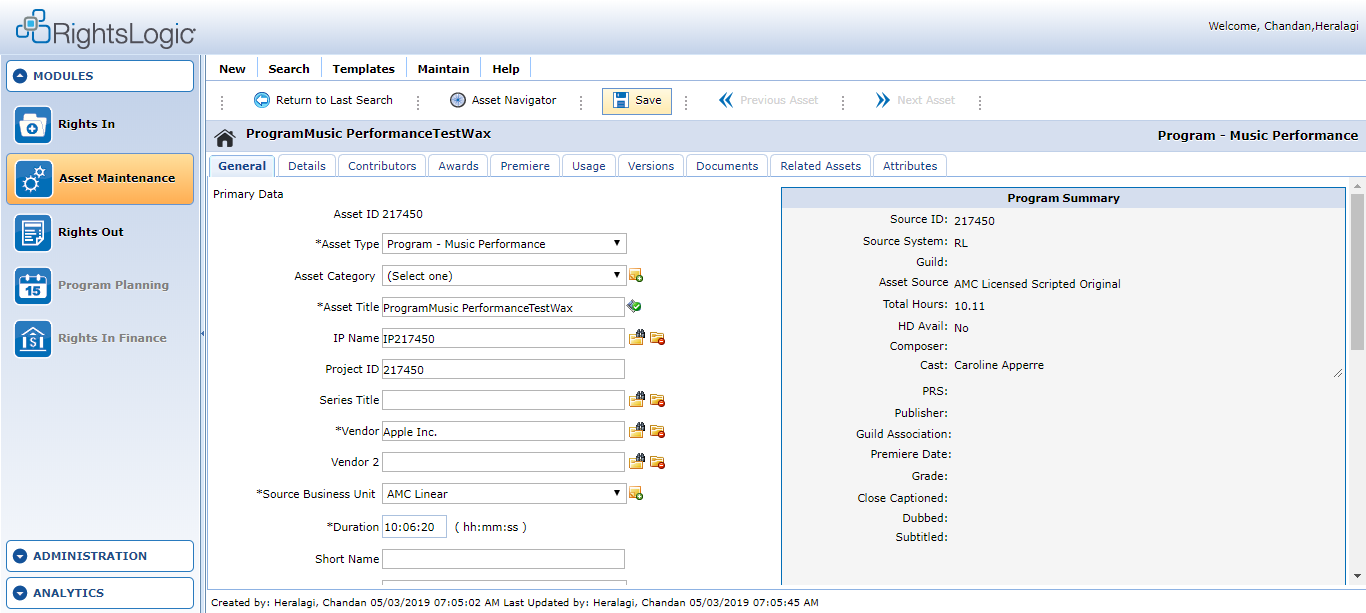 RightsLogic
Welcome, Chandan,Heralagi
MODULES
Rights In
Asset Maintenance
Rights Out
15
Program Planning
$
Rights In Finance
ADMINISTRATION
ANALYTICS
New Search Templates Maintain Help
Return to Last Search Asset Navigator Save Previous Asset Next Asset
ProgramMusic PerformanceTestWax
Program - Music Performance
General Details Contributors Awards Premiere Usage Versions Documents Related Assets Attributes
Primary Data
Asset ID 217450
*Asset Type Program - Music Performance
Asset Category (Select one)
*Asset Title ProgramMusic PerformanceTestWax
IP Name IP217450
Project ID 217450
Series Title
*Vendor Apple Inc.
Vendor 2
*Source Business Unit AMC Linear
*Duration 10:06:20 ( hh:mm:ss )
Short Name
Program Summary
Source ID: 217450
Source System: RL
Guild:
Asset Source AMC Licensed Scripted Original
Total Hours: 10.11
HD Avail: No
Composer:
Cast: Caroline Apperre
PRS:
Publisher:
Guild Association:
Premiere Date:
Grade:
Close Captioned:
Dubbed:
Subtitled:
Created by: Heralagi, Chandan 05/03/2019 07:05:02 AM Last Updated by: Heralagi, Chandan 05/03/2019 07:05:45 AM